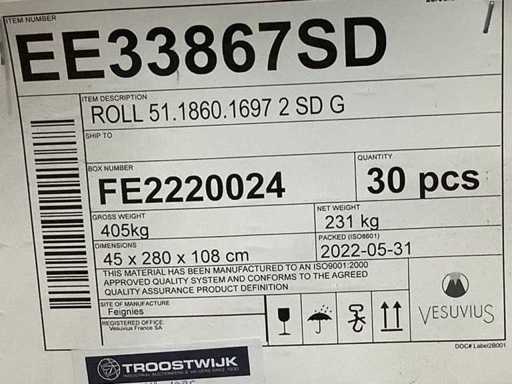 ITEM NUMBER
EE33867SD
ITEM DESCRIPTION
ROLL 51.1860.1697 2 SD G
SHIP TO
BOX NUMBER
FE2220024
QUANTITY
30 pcs
GROSS WEIGHT
405kg
NET WEIGHT
231 kg
DIMENSIONS
45 x 280 x 108 cm
PACKED (ISO8601)
2022-05-31
THIS MATERIAL HAS BEEN MANUFACTURED TO AN ISO9001:2000
APPROVED QUALITY SYSTEM AND CONFORMS TO THE AGREED
QUALITY ASSURANCE PRODUCT DEFINITION
SITE OF MANUFACTURE
Feignies
REGISTERED OFFICE:
Vesuvius France SA
VESUVIUS
DOC# Label2B001
TROOSTWIJK